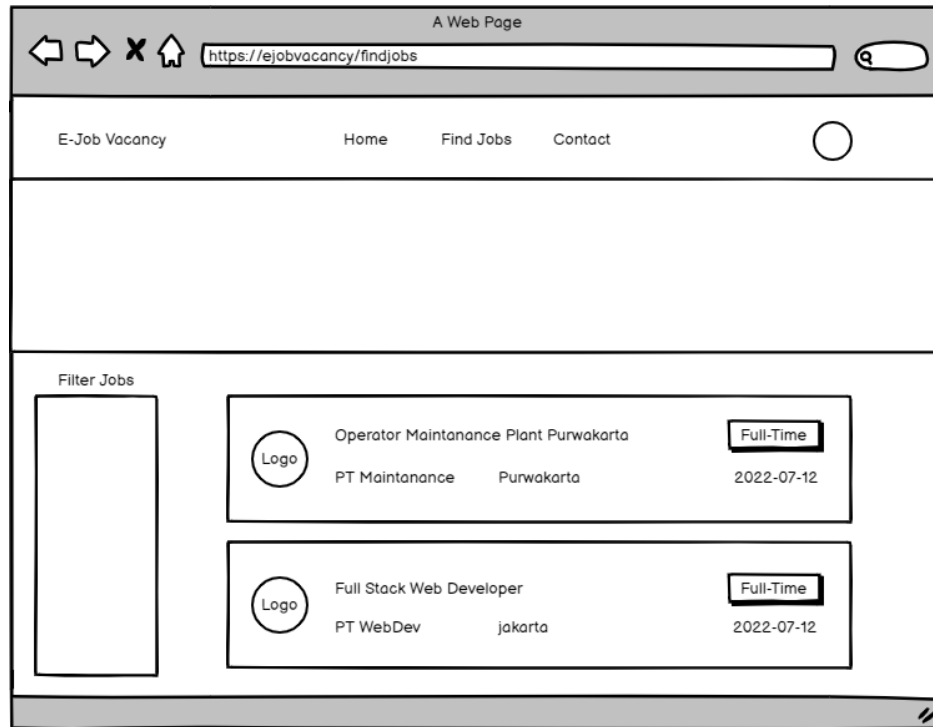 A Web Page
https://ejobvacancy/findjobs
E-Job Vacancy Home Find Jobs Contact
Filter Jobs
Logo
Operator Maintanance Plant Purwakarta
Full-Time
PT Maintanance Purwakarta
2022-07-12
Logo
Full Stack Web Developer
Full-Time
PT WebDev jakarta
2022-07-12